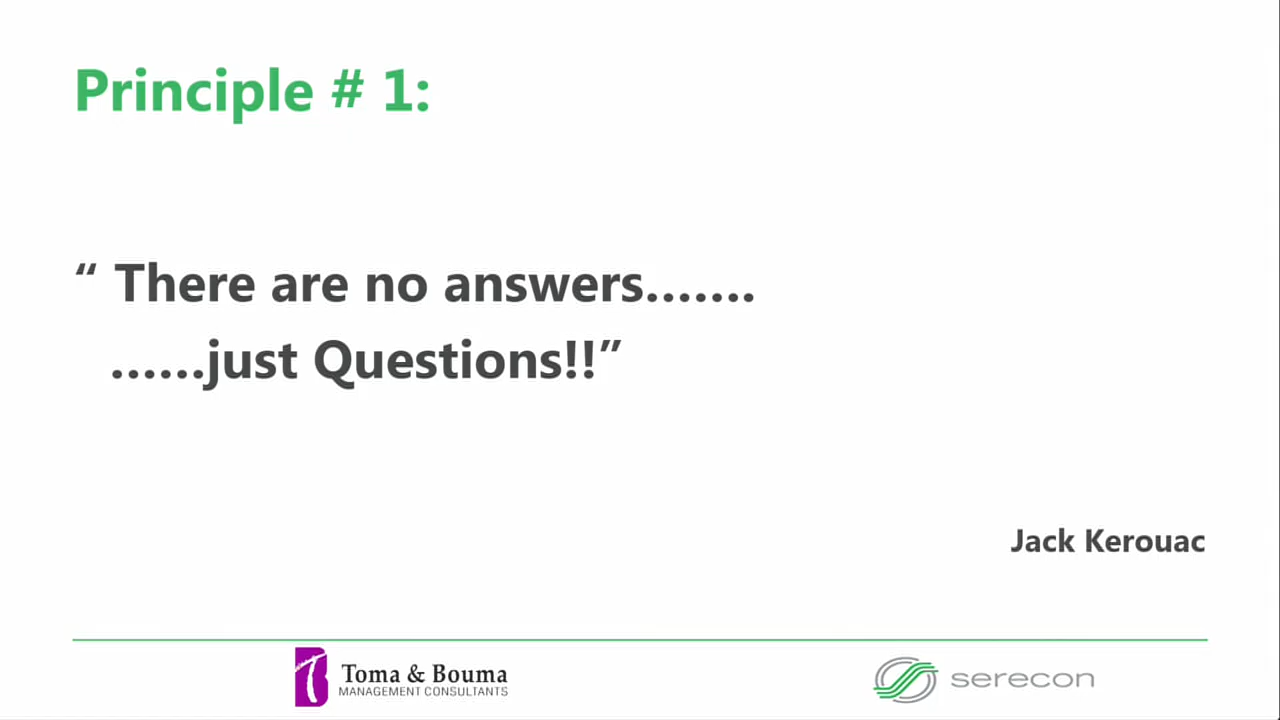 Principle # 1:
“ There are no answers.......
......just Questions!!”
Jack Kerouac
Toma & Bouma
MANAGEMENT CONSULTANTS
serecon